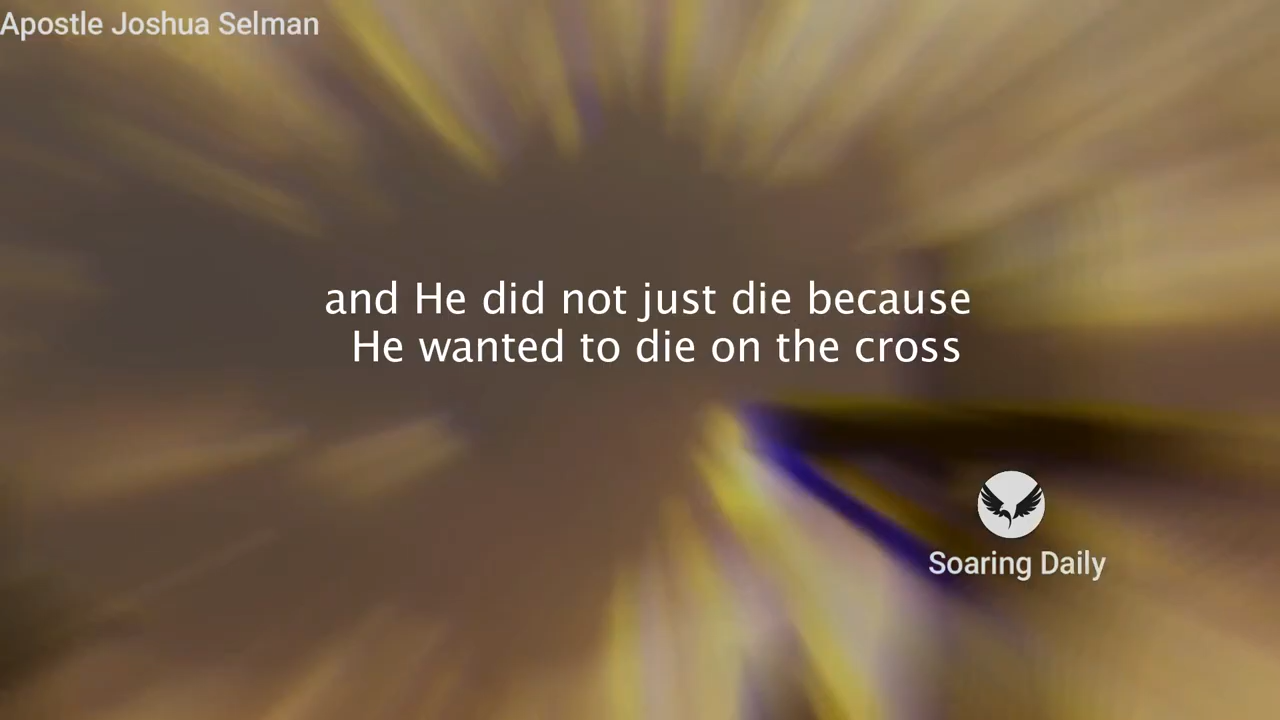 Apostle Joshua Selman
and He did not just die because
He wanted to die on the cross
Soaring Daily